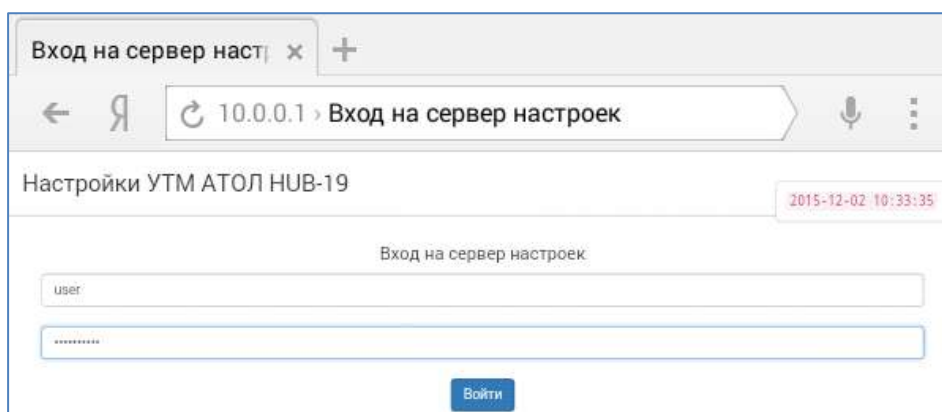 Вход на сервер наст
Я 10.0.0.1 › Вход на сервер настроек
Настройки УТМ АТОЛ HUB-19
2015-12-02 10:33:35
Вход на сервер настроек
user
••••••••••
Войти